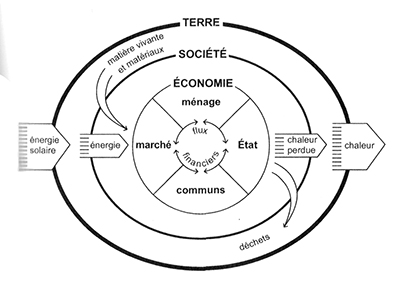 TERRE
matière vivante
et matériaux
SOCIÉTÉ
ÉCONOMIE
ménage
flux
énergie
solaire
énergie
marché
État
chaleur
perdue
chaleur
financiers
communs
déchets